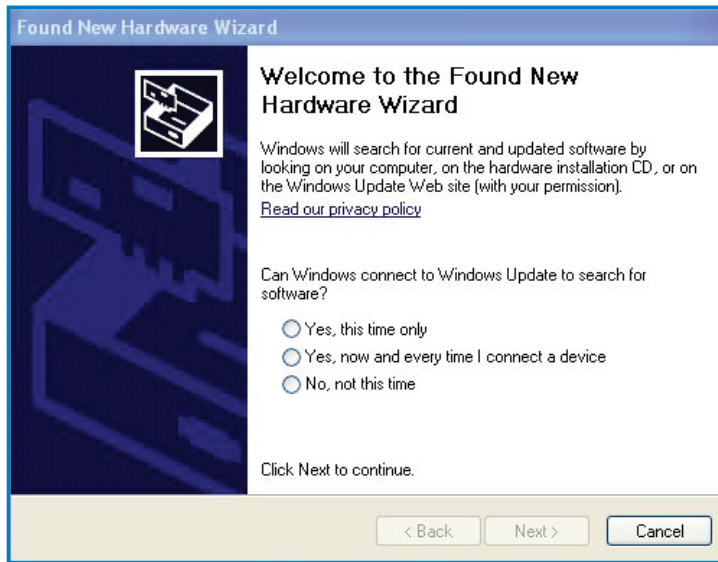 Found New Hardware Wizard
Welcome to the Found New
Hardware Wizard
Windows will search for current and updated software by
looking on your computer, on the hardware installation CD, or on
the Windows Update Web site (with your permission).
Read our privacy policy
Can Windows connect to Windows Update to search for
software?
Yes, this time only
Yes, now and every time I connect a device
No, not this time
Click Next to continue.
< Back
Next >
Cancel